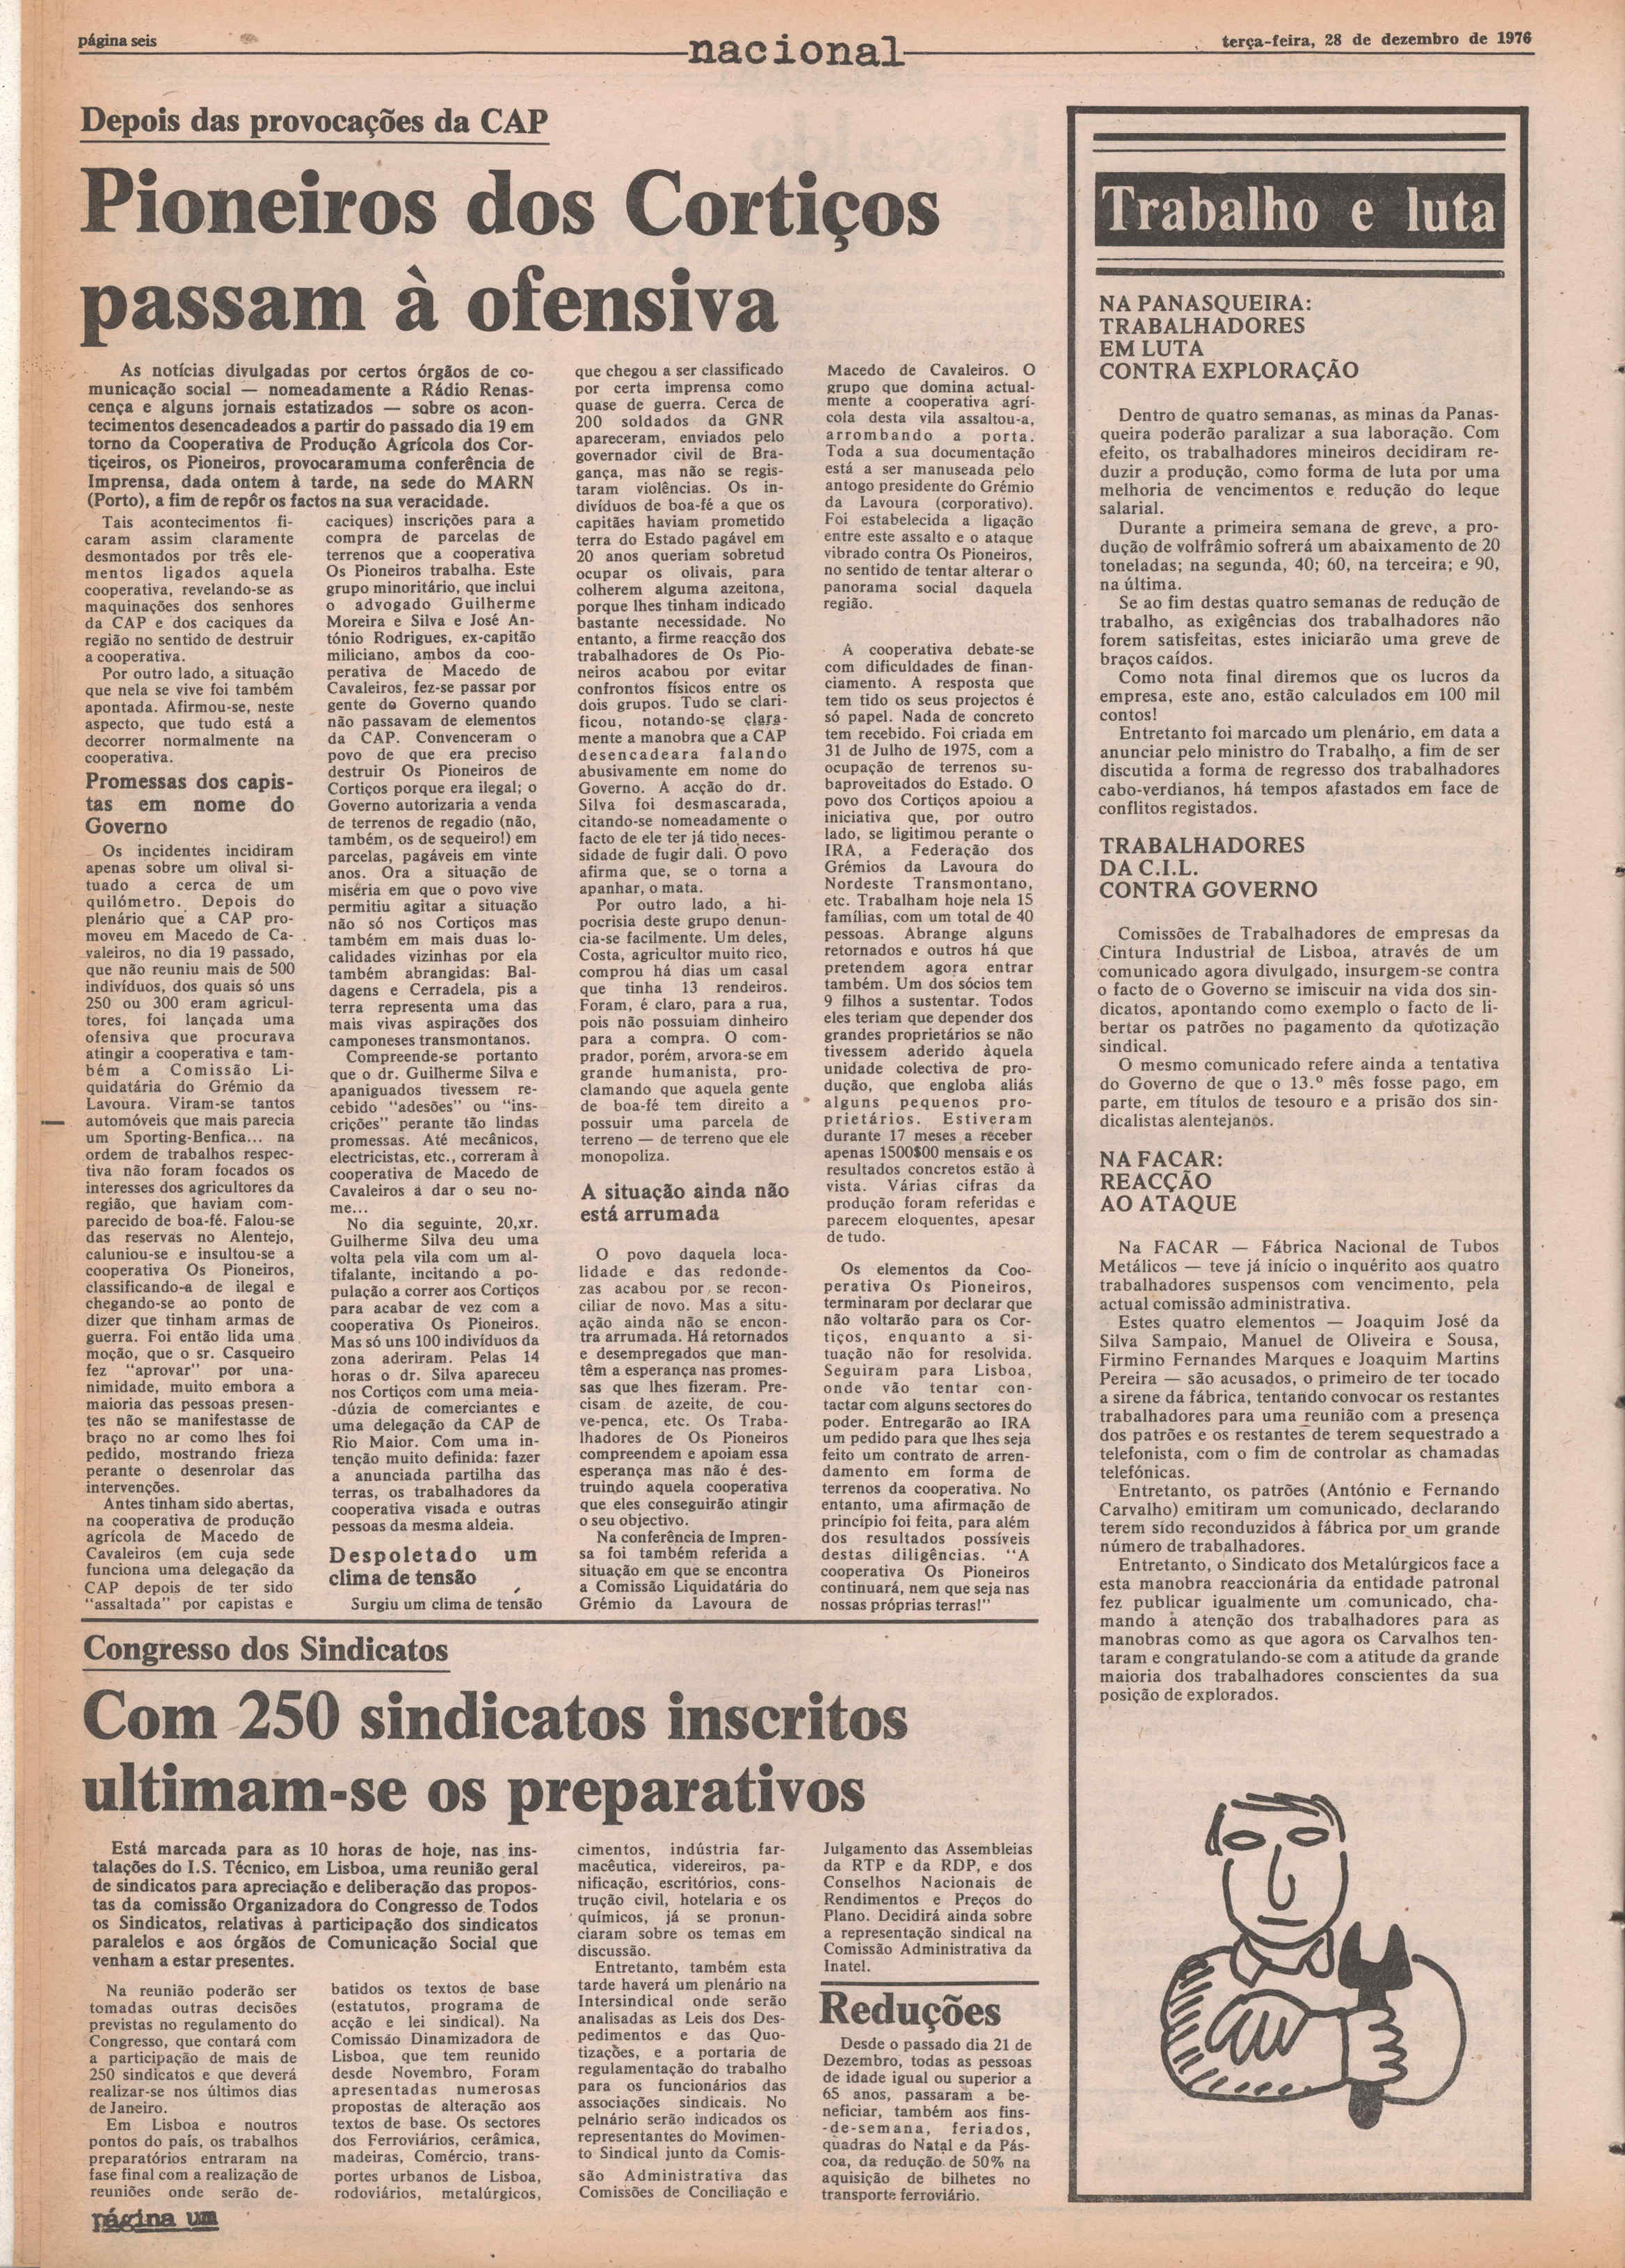 página seis
nacional
terça-feira, 28 de dezembro de 1976
Depois das provocações da CAP
Pioneiros dos Cortiços
passam à ofensiva
As notícias divulgadas por certos órgãos de co-
municação social — nomeadamente a Rádio Renas-
cença e alguns jornais estatizados — sobre os acon-
tecimentos desencadeados a partir do passado dia 19 em
torno da Cooperativa de Produção Agrícola dos Cor-
tiçeiros, os Pioneiros, provocaramuma conferência de
Imprensa, dada ontem à tarde, na sede do MARN
(Porto), a fim de repôr os factos na sua veracidade.
Tais acontecimentos fi-
caram assim claramente
desmontados por três ele-
mentos ligados aquela
cooperativa, revelando-se as
maquinações dos senhores
da CAP e dos caciques da
região no sentido de destruir
a cooperativa.
Por outro lado, a situação
que nela se vive foi também
apontada. Afirmou-se, neste
aspecto, que tudo está a
decorrer normalmente na
cooperativa.
Promessas dos capis-
tas em nome do
Governo
Os incidentes incidiram
apenas sobre um olival si-
tuado a cerca de um
quilómetro. Depois do
plenário que a CAP pro-
moveu em Macedo de Ca-
valeiros, no dia 19 passado,
que não reuniu mais de 500
indivíduos, dos quais só uns
250 ou 300 eram agricul-
tores, foi lançada uma
ofensiva que procurava
atingir a cooperativa e tam-
bém a Comissão Li-
quidatária do Grémio da
Lavoura. Viram-se tantos
automóveis que mais parecia
um Sporting-Benfica... na
ordem de trabalhos respec-
tiva não foram focados os
interesses dos agricultores da
região, que haviam com-
parecido de boa-fé. Falou-se
das reservas no Alentejo,
caluniou-se e insultou-se a
cooperativa Os Pioneiros,
classificando-a de ilegal e
chegando-se ao ponto de
dizer que tinham armas de
guerra. Foi então lida uma
moção, que o sr. Casqueiro
fez "aprovar" por una-
nimidade, muito embora a
maioria das pessoas presen-
tes não se manifestasse de
braço no ar como lhes foi
pedido, mostrando frieza
perante o desenrolar das
intervenções.
Antes tinham sido abertas,
na cooperativa de produção
agrícola de Macedo de
Cavaleiros (em cuja sede
funciona uma delegação da
CAP depois de ter sido
"assaltada" por capistas e
caciques) inscrições para a
compra de parcelas de
terrenos que a cooperativa
Os Pioneiros trabalha. Este
grupo minoritário, que inclui
o advogado Guilherme
Moreira e Silva e José An-
tónio Rodrigues, ex-capitão
miliciano, ambos da coo-
perativa de Macedo de
Cavaleiros, fez-se passar por
gente do Governo quando
não passavam de elementos
da CAP. Convenceram o
povo de que era preciso
destruir Os Pioneiros de
Cortiços porque era ilegal; o
Governo autorizaria a venda
de terrenos de regadio (não,
também, os de sequeiro!) em
parcelas, pagáveis em vinte
anos. Ora a situação de
miséria em que o povo vive
permitiu agitar a situação
não só nos Cortiços mas
também em mais duas lo-
calidades vizinhas por ela
também abrangidas: Bal-
dagens e Cerradela, pis a
terra representa uma das
mais vivas aspirações dos
camponeses transmontanos.
Compreende-se portanto
que o dr. Guilherme Silva e
apaniguados tivessem re-
cebido "adesões" ou "ins-
crições" perante tão lindas
promessas. Até mecânicos,
electricistas, etc., correram à
cooperativa de Macedo de
Cavaleiros a dar o seu no-
me...
No dia seguinte, 20,xr.
Guilherme Silva deu uma
volta pela vila com um al-
tifalante, incitando a po-
pulação a correr aos Cortiços
para acabar de vez com a
cooperativa Os Pioneiros.
Mas só uns 100 indivíduos da
zona aderiram. Pelas 14
horas o dr. Silva apareceu
nos Cortiços com uma meia-
-dúzia de comerciantes e
uma delegação da CAP de
Rio Maior. Com uma in-
tenção muito definida: fazer
a anunciada partilha das
terras, os trabalhadores da
cooperativa visada e outras
pessoas da mesma aldeia.
Despoletado um
clima de tensão
Surgiu um clima de tensão
que chegou a ser classificado
por certa imprensa como
quase de guerra. Cerca de
200 soldados da GNR
apareceram, enviados pelo
governador civil de Bra-
gança, mas não se regis-
taram violências. Os in-
divíduos de boa-fé a que os
capitães haviam prometido
terra do Estado pagável em
20 anos queriam sobretud
ocupar os olivais, para
colherem alguma azeitona,
porque lhes tinham indicado
bastante necessidade. No
entanto, a firme reacção dos
trabalhadores de Os Pio-
neiros acabou por evitar
confrontos físicos entre os
dois grupos. Tudo se clari-
ficou, notando-se clara-
mente a manobra que a CAP
desencadeara falando
abusivamente em nome do
Governo. A acção do dr.
Silva foi desmascarada,
citando-se nomeadamente o
facto de ele ter já tido neces-
sidade de fugir dali. O povo
afirma que, se o torna a
apanhar, o mata.
Por outro lado, a hi-
pocrisia deste grupo denun-
cia-se facilmente. Um deles,
Costa, agricultor muito rico,
comprou há dias um casal
que tinha 13 rendeiros.
Foram, é claro, para a rua,
pois não possuiam dinheiro
para a compra. O com-
prador, porém, arvora-se em
grande humanista, pro-
clamando que aquela gente
de boa-fé tem direito a
possuir uma parcela de
terreno — de terreno que ele
monopoliza.
A situação ainda não
está arrumada
O povo daquela loca-
lidade e das redonde-
zas acabou por se recon-
ciliar de novo. Mas a situ-
ação ainda não se encon-
tra arrumada. Há retornados
e desempregados que man-
têm a esperança nas promes-
sas que lhes fizeram. Pre-
cisam de azeite, de cou-
ve-penca, etc. Os Traba-
lhadores de Os Pioneiros
compreendem e apoiam essa
esperança mas não é des-
truindo aquela cooperativa
que eles conseguirão atingir
o seu objectivo.
Na conferência de Impren-
sa foi também referida a
situação em que se encontra
a Comissão Liquidatária do
Grémio da Lavoura de
Macedo de Cavaleiros. O
grupo que domina actual-
mente a cooperativa agrí-
cola desta vila assaltou-a,
arrombando a porta.
Toda a sua documentação
está a ser manuseada pelo
antogo presidente do Grémio
da Lavoura (corporativo).
Foi estabelecida a ligação
entre este assalto e o ataque
vibrado contra Os Pioneiros,
no sentido de tentar alterar o
panorama social daquela
região.
A cooperativa debate-se
com dificuldades de finan-
ciamento. A resposta que
tem tido os seus projectos é
só papel. Nada de concreto
tem recebido. Foi criada em
31 de Julho de 1975, com a
ocupação de terrenos su-
baproveitados do Estado. O
povo dos Cortiços apoiou a
iniciativa que, por outro
lado, se ligitimou perante o
IRA, a Federação dos
Grémios da Lavoura do
Nordeste Transmontano,
etc. Trabalham hoje nela 15
famílias, com um total de 40
pessoas. Abrange alguns
retornados e outros há que
pretendem agora entrar
também. Um dos sócios tem
9 filhos a sustentar. Todos
eles teriam que depender dos
grandes proprietários se não
tivessem aderido àquela
unidade colectiva de pro-
dução, que engloba aliás
alguns pequenos pro-
prietários. Estiveram
durante 17 meses a receber
apenas 1500$00 mensais e os
resultados concretos estão à
vista. Várias cifras da
produção foram referidas e
parecem eloquentes, apesar
de tudo.
Os elementos da Coo-
perativa Os Pioneiros,
terminaram por declarar que
não voltarão para os Cor-
tiços, enquanto a si-
tuação não for resolvida.
Seguiram para Lisboa,
onde vão tentar con-
tactar com alguns sectores do
poder. Entregarão ao IRA
um pedido para que lhes seja
feito um contrato de arren-
damento em forma de
terrenos da cooperativa. No
entanto, uma afirmação de
princípio foi feita, para além
dos resultados possíveis
destas diligências. "A
cooperativa Os Pioneiros
continuará, nem que seja nas
nossas próprias terras!"
Congresso dos Sindicatos
Com 250 sindicatos inscritos
ultimam-se os preparativos
Está marcada para as 10 horas de hoje, nas ins-
talações do I.S. Técnico, em Lisboa, uma reunião geral
de sindicatos para apreciação e deliberação das propos-
tas da comissão Organizadora do Congresso de Todos
os Sindicatos, relativas à participação dos sindicatos
paralelos e aos órgãos de Comunicação Social que
venham a estar presentes.
Na reunião poderão ser
tomadas outras decisões
previstas no regulamento do
Congresso, que contará com
a participação de mais de
250 sindicatos e que deverá
realizar-se nos últimos dias
de Janeiro.
Em Lisboa e noutros
pontos do país, os trabalhos
preparatórios entraram na
fase final com a realização de
reuniões onde serão de-
batidos os textos de base
(estatutos, programa de
acção e lei sindical). Na
Comissão Dinamizadora de
Lisboa, que tem reunido
desde Novembro, Foram
apresentadas numerosas
propostas de alteração aos
textos de base. Os sectores
dos Ferroviários, cerâmica,
madeiras, Comércio, trans-
portes urbanos de Lisboa,
rodoviários, metalúrgicos,
cimentos, indústria far-
macêutica, videreiros, pa-
nificação, escritórios, cons-
trução civil, hotelaria e os
químicos, já se pronun-
ciaram sobre os temas em
discussão.
Entretanto, também esta
tarde haverá um plenário na
Intersindical onde serão
analisadas as Leis dos Des-
pedimentos e das Quo-
tizações, e a portaria de
regulamentação do trabalho
para os funcionários das
associações sindicais. No
pelnário serão indicados os
representantes do Movimen-
to Sindical junto da Comis-
são Administrativa das
Comissões de Conciliação e
Julgamento das Assembleias
da RTP e da RDP, e dos
Conselhos Nacionais de
Rendimentos e Preços do
Plano. Decidirá ainda sobre
a representação sindical na
Comissão Administrativa da
Inatel.
Reduções
Desde o passado dia 21 de
Dezembro, todas as pessoas
de idade igual ou superior a
65 anos, passaram a be-
neficiar, também aos fins-
-de-semana, feriados,
quadras do Natal e da Pás-
coa, da redução de 50% na
aquisição de bilhetes no
transporte ferroviário.
Trabalho e luta
NA PANASQUEIRA:
TRABALHADORES
EM LUTA
CONTRA EXPLORAÇÃO
Dentro de quatro semanas, as minas da Panas-
queira poderão paralizar a sua laboração. Com
efeito, os trabalhadores mineiros decidiram re-
duzir a produção, como forma de luta por uma
melhoria de vencimentos e redução do leque
salarial.
Durante a primeira semana de greve, a pro-
dução de volfrâmio sofrerá um abaixamento de 20
toneladas; na segunda, 40; 60, na terceira; e 90,
na última.
Se ao fim destas quatro semanas de redução de
trabalho, as exigências dos trabalhadores não
forem satisfeitas, estes iniciarão uma greve de
braços caídos.
Como nota final diremos que os lucros da
empresa, este ano, estão calculados em 100 mil
contos!
Entretanto foi marcado um plenário, em data a
anunciar pelo ministro do Trabalho, a fim de ser
discutida a forma de regresso dos trabalhadores
cabo-verdianos, há tempos afastados em face de
conflitos registados.
TRABALHADORES
DA C.I.L.
CONTRA GOVERNO
Comissões de Trabalhadores de empresas da
Cintura Industrial de Lisboa, através de um
comunicado agora divulgado, insurgem-se contra
o facto de o Governo se imiscuir na vida dos sin-
dicatos, apontando como exemplo o facto de li-
bertar os patrões no pagamento da quotização
sindical.
O mesmo comunicado refere ainda a tentativa
do Governo de que o 13.º mês fosse pago, em
parte, em títulos de tesouro e a prisão dos sin-
dicalistas alentejanos.
NA FACAR:
REACÇÃO
AO ATAQUE
Na FACAR — Fábrica Nacional de Tubos
Metálicos — teve já início o inquérito aos quatro
trabalhadores suspensos com vencimento, pela
actual comissão administrativa.
Estes quatro elementos — Joaquim José da
Silva Sampaio, Manuel de Oliveira e Sousa,
Firmino Fernandes Marques e Joaquim Martins
Pereira — são acusados, o primeiro de ter tocado
a sirene da fábrica, tentando convocar os restantes
trabalhadores para uma reunião com a presença
dos patrões e os restantes de terem sequestrado a
telefonista, com o fim de controlar as chamadas
telefónicas.
Entretanto, os patrões (António e Fernando
Carvalho) emitiram um comunicado, declarando
terem sído reconduzidos à fábrica por um grande
número de trabalhadores.
Entretanto, o Sindicato dos Metalúrgicos face a
esta manobra reaccionária da entidade patronal
fez publicar igualmente um comunicado, cha-
mando à atenção dos trabalhadores para as
manobras como as que agora os Carvalhos ten-
taram e congratulando-se com a atitude da grande
maioria dos trabalhadores conscientes da sua
posição de explorados.
página um